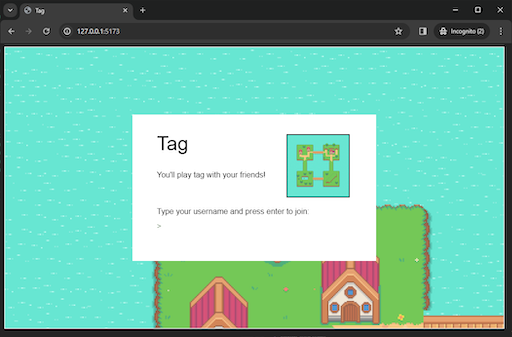 Tag
127.0.0.1:5173
Incognito (2)
Tag
You'll play tag with your friends!
Type your username and press enter to join:
>